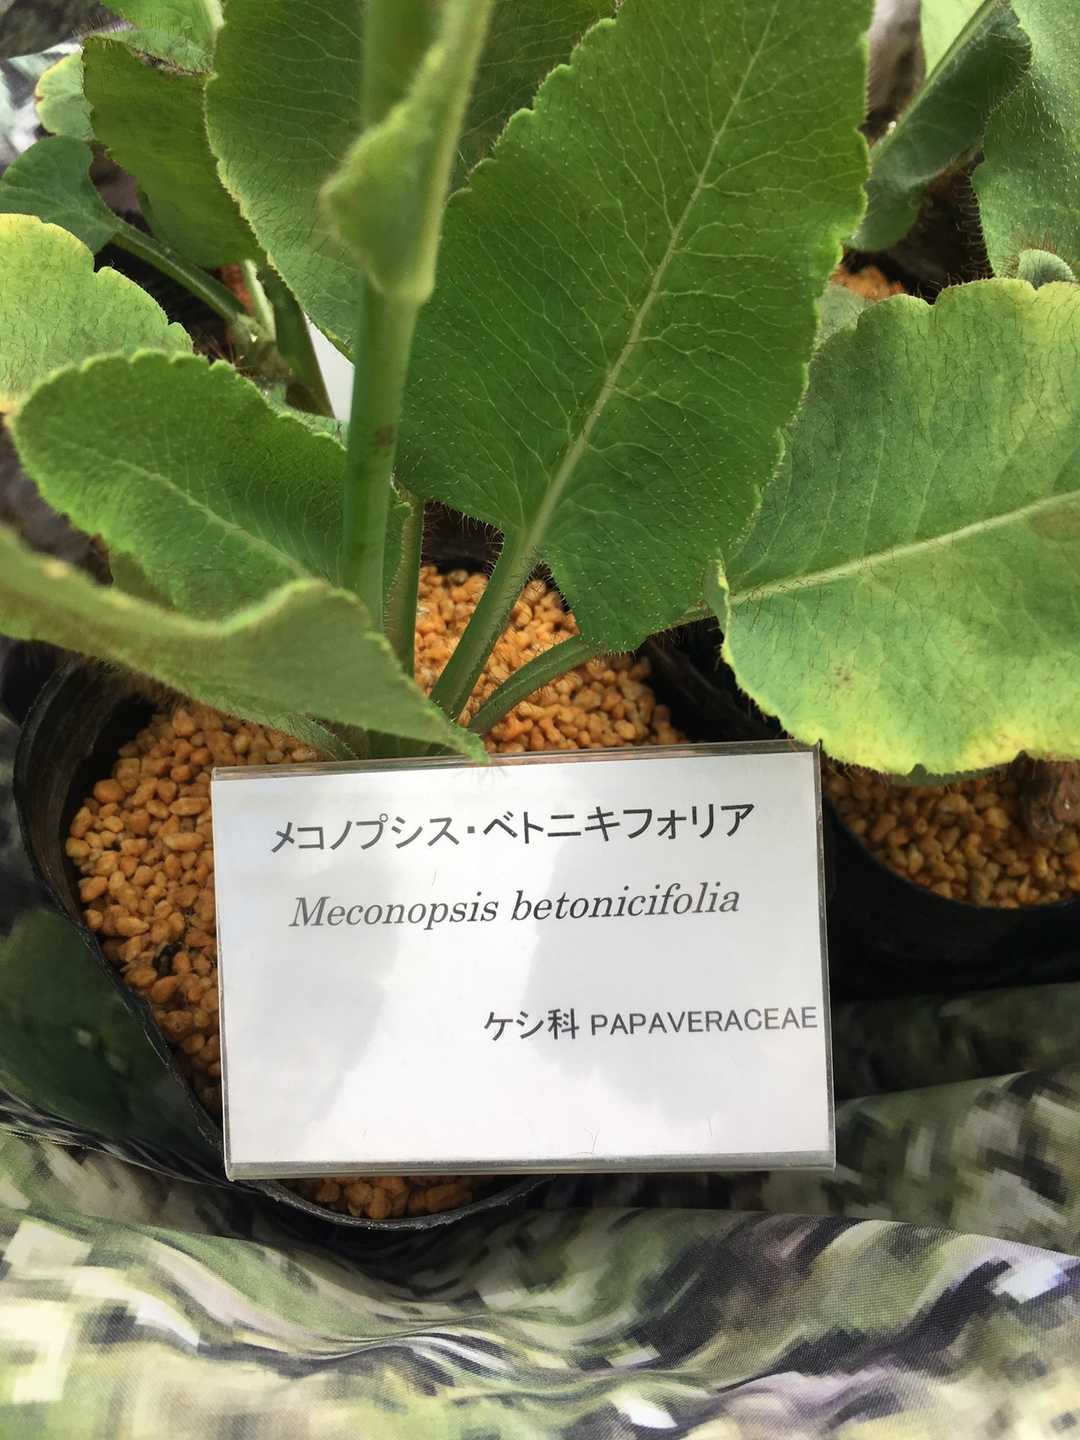 メコノプシス・ベトニキフォリア
Meconopsis betonicifolia
ケシ科 PAPAVERACEAE